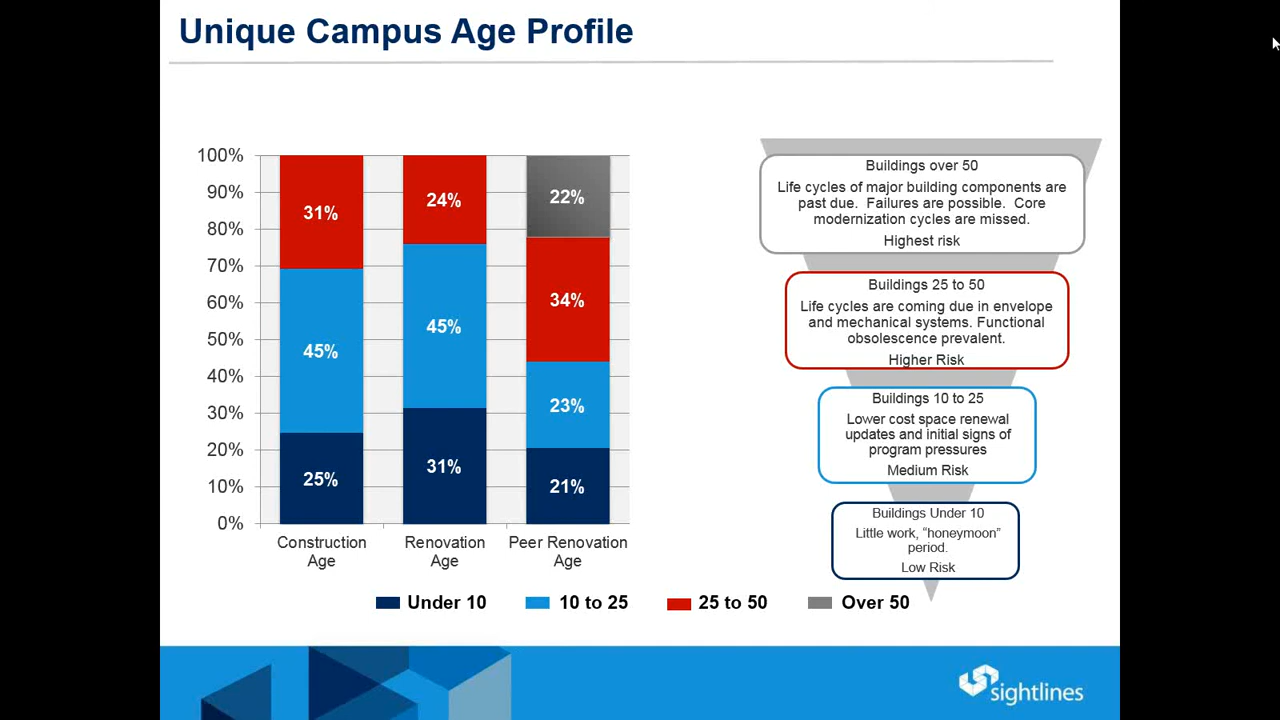 Unique Campus Age Profile
100%
90%
80%
70%
60%
50%
40%
30%
20%
10%
0%
31%
45%
25%
24%
45%
31%
22%
34%
23%
21%
Construction
Age
Renovation
Age
Peer Renovation
Age
Under 10
10 to 25
25 to 50
Over 50
Buildings over 50
Life cycles of major building components are
past due. Failures are possible. Core
modernization cycles are missed.
Highest risk
Buildings 25 to 50
Life cycles are coming due in envelope
and mechanical systems. Functional
obsolescence prevalent.
Higher Risk
Buildings 10 to 25
Lower cost space renewal
updates and initial signs of
program pressures
Medium Risk
Buildings Under 10
Little work, “honeymoon”
period.
Low Risk
sightlines